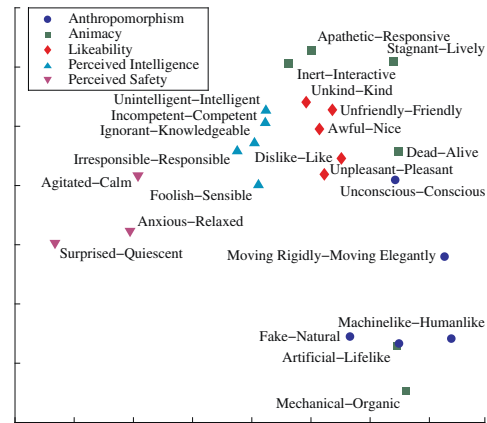 Anthropomorphism
Animacy
Likeability
Perceived Intelligence
Perceived Safety
Apathetic–Responsive
Stagnant–Lively
Inert–Interactive
Unkind–Kind
Unintelligent–Intelligent
Unfriendly–Friendly
Incompetent–Competent
Ignorant–Knowledgeable
Awful–Nice
Irresponsible–Responsible
Dislike–Like
Dead–Alive
Unpleasant–Pleasant
Agitated–Calm
Foolish–Sensible
Unconscious–Conscious
Anxious–Relaxed
Surprised–Quiescent
Moving Rigidly–Moving Elegantly
Machinelike–Humanlike
Fake–Natural
Artificial–Lifelike
Mechanical–Organic